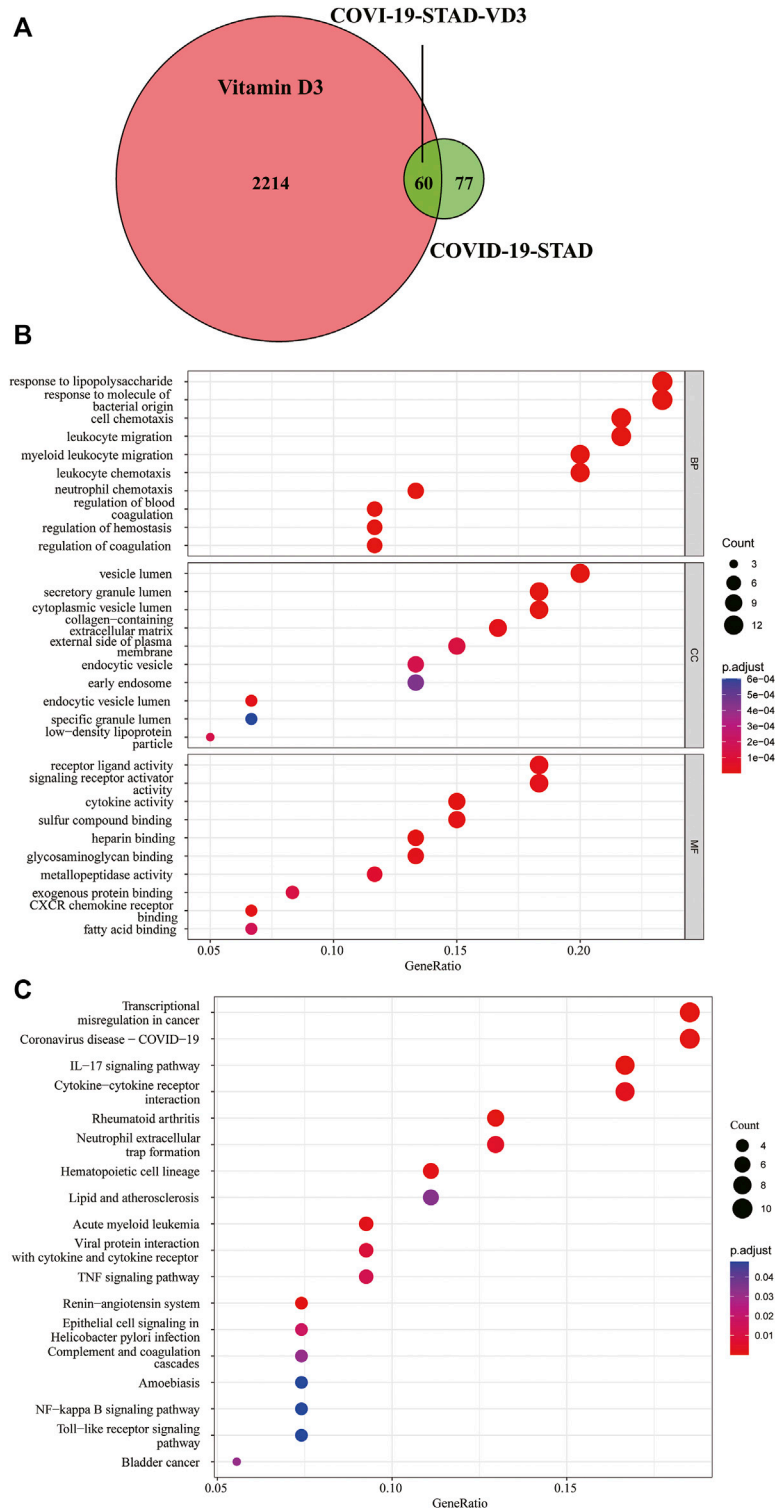 A
COVI-19-STAD-VD3
Vitamin D3
2214
60
77
COVID-19-STAD
B
response to lipopolysaccharide
response to molecule of
bacterial origin
cell chemotaxis
leukocyte migration
myeloid leukocyte migration
leukocyte chemotaxis
neutrophil chemotaxis
regulation of blood
coagulation
regulation of hemostasis
regulation of coagulation
BP
vesicle lumen
secretory granule lumen
cytoplasmic vesicle lumen
collagen−containing
extracellular matrix
external side of plasma
membrane
endocytic vesicle
early endosome
endocytic vesicle lumen
specific granule lumen
low−density lipoprotein
particle
CC
receptor ligand activity
signaling receptor activator
activity
cytokine activity
sulfur compound binding
heparin binding
glycosaminoglycan binding
metallopeptidase activity
exogenous protein binding
CXCR chemokine receptor
binding
fatty acid binding
MF
0.05
0.10
0.15
0.20
GeneRatio
Count
3
6
9
12
p.adjust
6e−04
5e−04
4e−04
3e−04
2e−04
1e−04
C
Transcriptional
misregulation in cancer
Coronavirus disease − COVID−19
IL−17 signaling pathway
Cytokine−cytokine receptor
interaction
Rheumatoid arthritis
Neutrophil extracellular
trap formation
Hematopoietic cell lineage
Lipid and atherosclerosis
Acute myeloid leukemia
Viral protein interaction
with cytokine and cytokine receptor
TNF signaling pathway
Renin−angiotensin system
Epithelial cell signaling in
Helicobacter pylori infection
Complement and coagulation
cascades
Amoebiasis
NF−kappa B signaling pathway
Toll−like receptor signaling
pathway
Bladder cancer
0.05
0.10
0.15
GeneRatio
Count
4
6
8
10
p.adjust
0.04
0.03
0.02
0.01